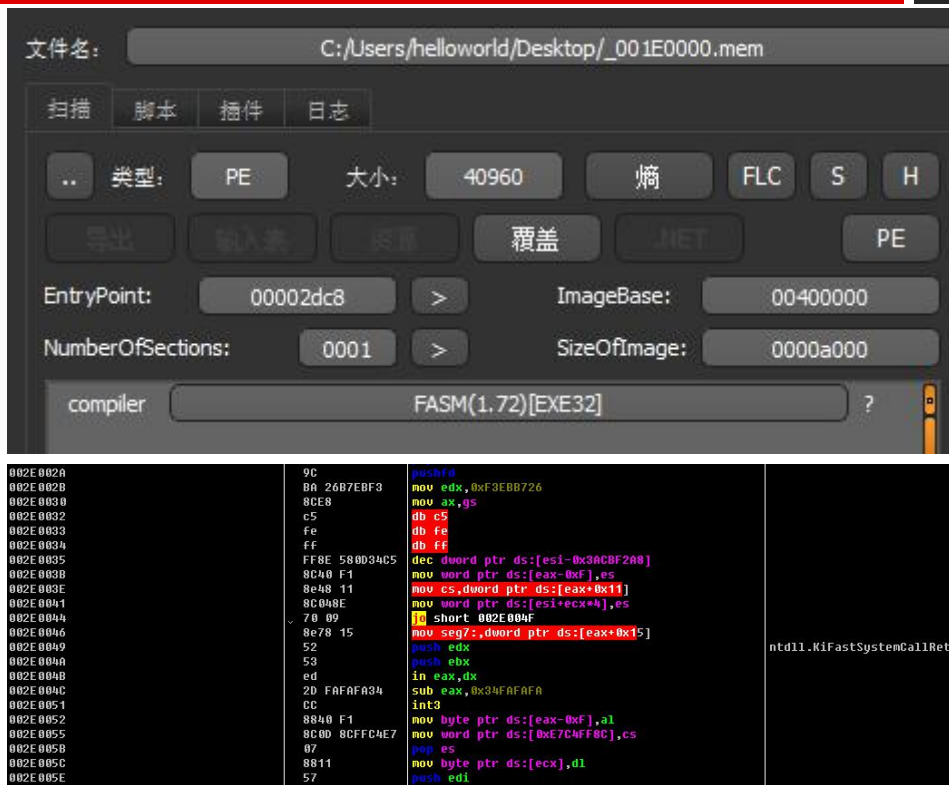 文件名: C:/Users/helloworld/Desktop/_001E0000.mem
扫描 脚本 插件 日志
.. 类型: PE 大小: 40960 熵 FLC S H
导出 输入表 资源 覆盖 .NET PE
EntryPoint: 00002dc8 > ImageBase: 00400000
NumberOfSections: 0001 > SizeOfImage: 0000a000
compiler FASM(1.72)[EXE32] ?
002E002A 9C pushfd
002E002B BA 26B7EBF3 mov edx,0xF3EBB726
002E0030 8CE8 mov ax,gs
002E0032 c5 db c5
002E0033 fe db fe
002E0034 ff db ff
002E0035 FF8E 580D34C5 dec dword ptr ds:[esi-0x3ACBF2A8]
002E003B 8C40 F1 mov word ptr ds:[eax-0xF],es
002E003E 8e48 11 mov cs,dword ptr ds:[eax+0x11]
002E0041 8C048E mov word ptr ds:[esi+ecx*4],es
002E0044 70 09 jo short 002E004F
002E0046 8e78 15 mov seg7:,dword ptr ds:[eax+0x15]
002E0049 52 push edx ntdll.KiFastSystemCallRet
002E004A 53 push ebx
002E004B ed in eax,dx
002E004C 2D FAFAFA34 sub eax,0x34FAFAFA
002E0051 CC int3
002E0052 8840 F1 mov byte ptr ds:[eax-0xF],al
002E0055 8C0D 8CFFC4E7 mov word ptr ds:[0xE7C4FF8C],cs
002E005B 07 pop es
002E005C 8811 mov byte ptr ds:[ecx],dl
002E005E 57 push edi